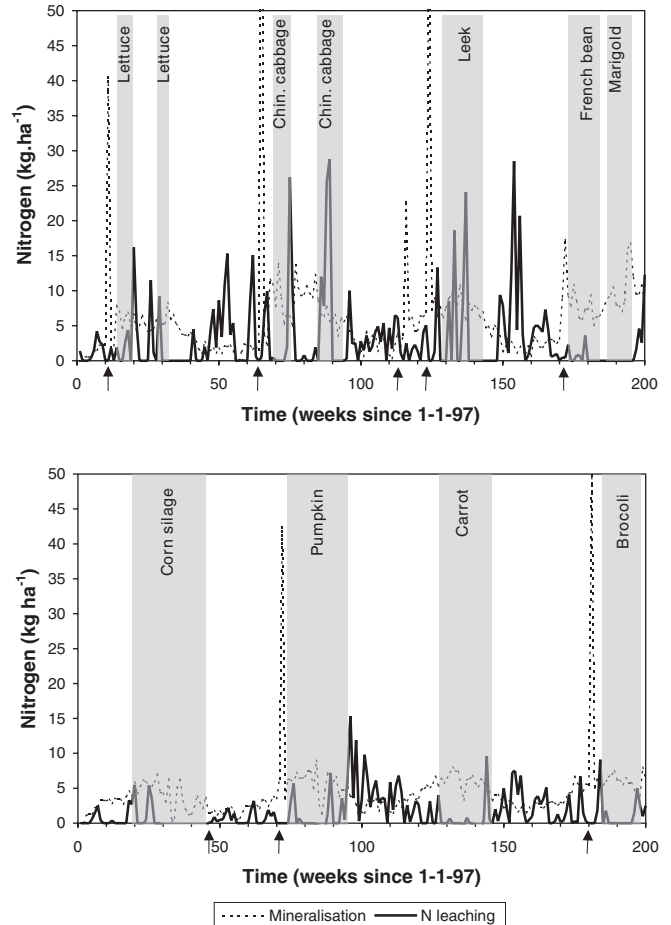 50
45
40
35
30
25
20
15
10
5
0
Nitrogen (kg.ha⁻¹)
Lettuce
Lettuce
Chin. cabbage
Chin. cabbage
Leek
French bean
Marigold
0 50 100 150 200
Time (weeks since 1-1-97)
50
45
40
35
30
25
20
15
10
5
0
Nitrogen (kg ha⁻¹)
Corn silage
Pumpkin
Carrot
Brocoli
0 50 100 150 200
Time (weeks since 1-1-97)
Mineralisation N leaching